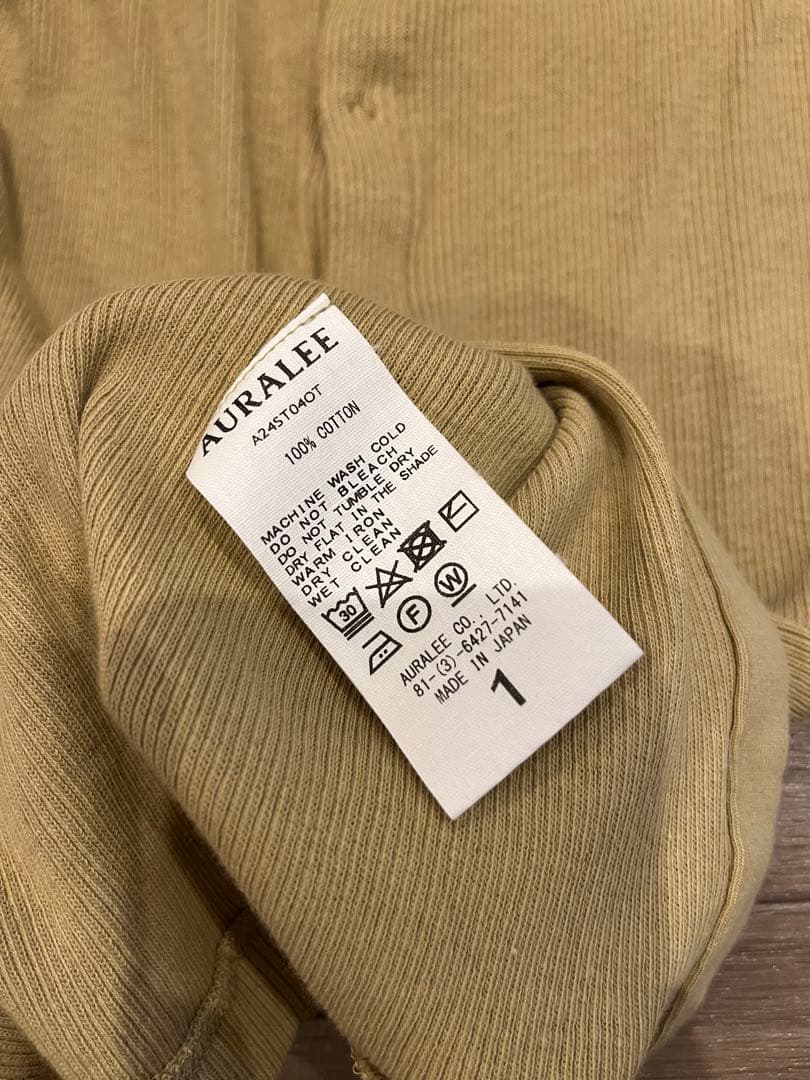 AURALEE
A24ST04OT
100% COTTON
MACHINE WASH COLD
DO NOT BLEACH
DO NOT TUMBLE DRY
DRY FLAT IN THE SHADE
WARM IRON
DRY CLEAN
WET CLEAN
30
F W
AURALEE CO., LTD.
81-(3)-6427-7141
MADE IN JAPAN
1